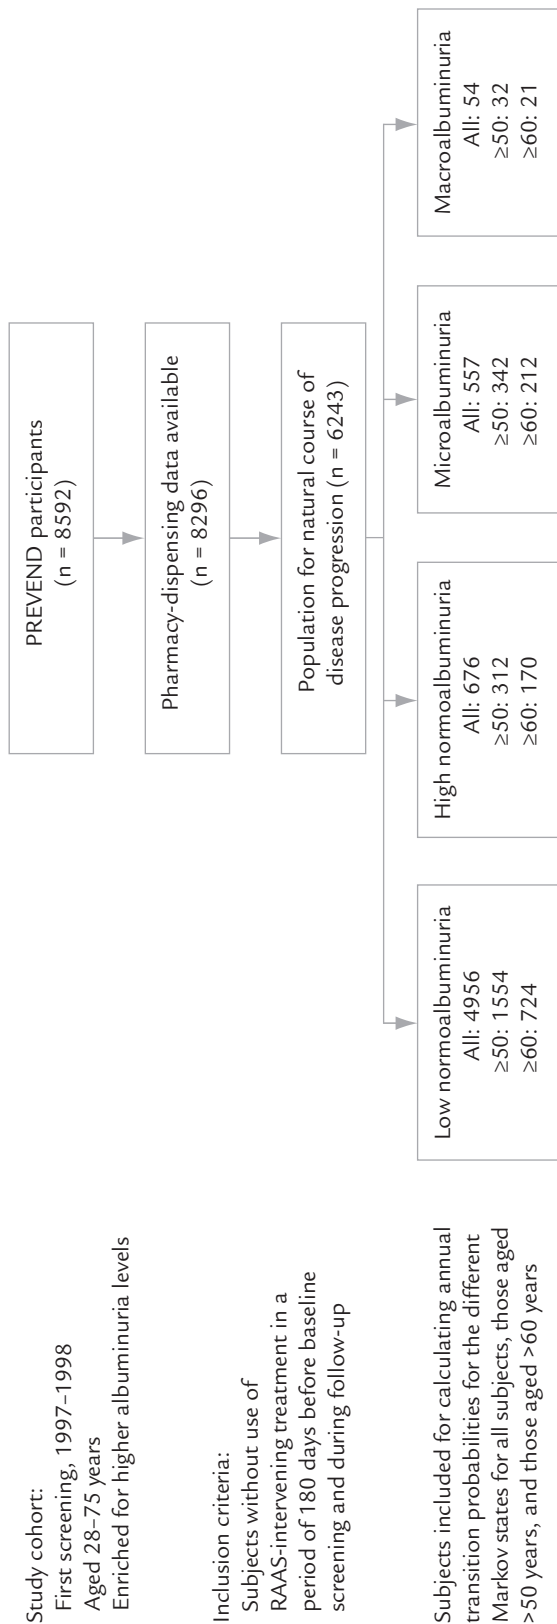 Study cohort:
First screening, 1997–1998
Aged 28–75 years
Enriched for higher albuminuria levels
PREVEND participants
(n = 8592)
Pharmacy-dispensing data available
(n = 8296)
Inclusion criteria:
Subjects without use of
RAAS-intervening treatment in a
period of 180 days before baseline
screening and during follow-up
Population for natural course of
disease progression (n = 6243)
Subjects included for calculating annual
transition probabilities for the different
Markov states for all subjects, those aged
>50 years, and those aged >60 years
Low normoalbuminuria
All: 4956
≥50: 1554
≥60: 724
High normoalbuminuria
All: 676
≥50: 312
≥60: 170
Microalbuminuria
All: 557
≥50: 342
≥60: 212
Macroalbuminuria
All: 54
≥50: 32
≥60: 21